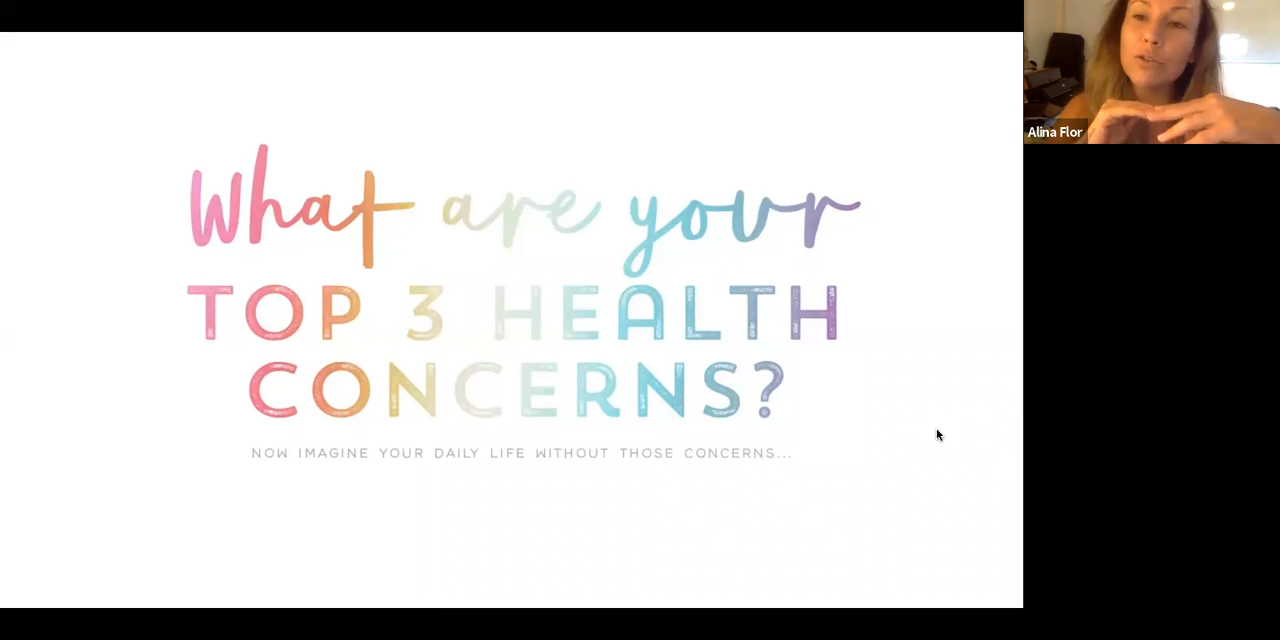 What are your
TOP 3 HEALTH
CONCERNS?
NOW IMAGINE YOUR DAILY LIFE WITHOUT THOSE CONCERNS...
Alina Flor